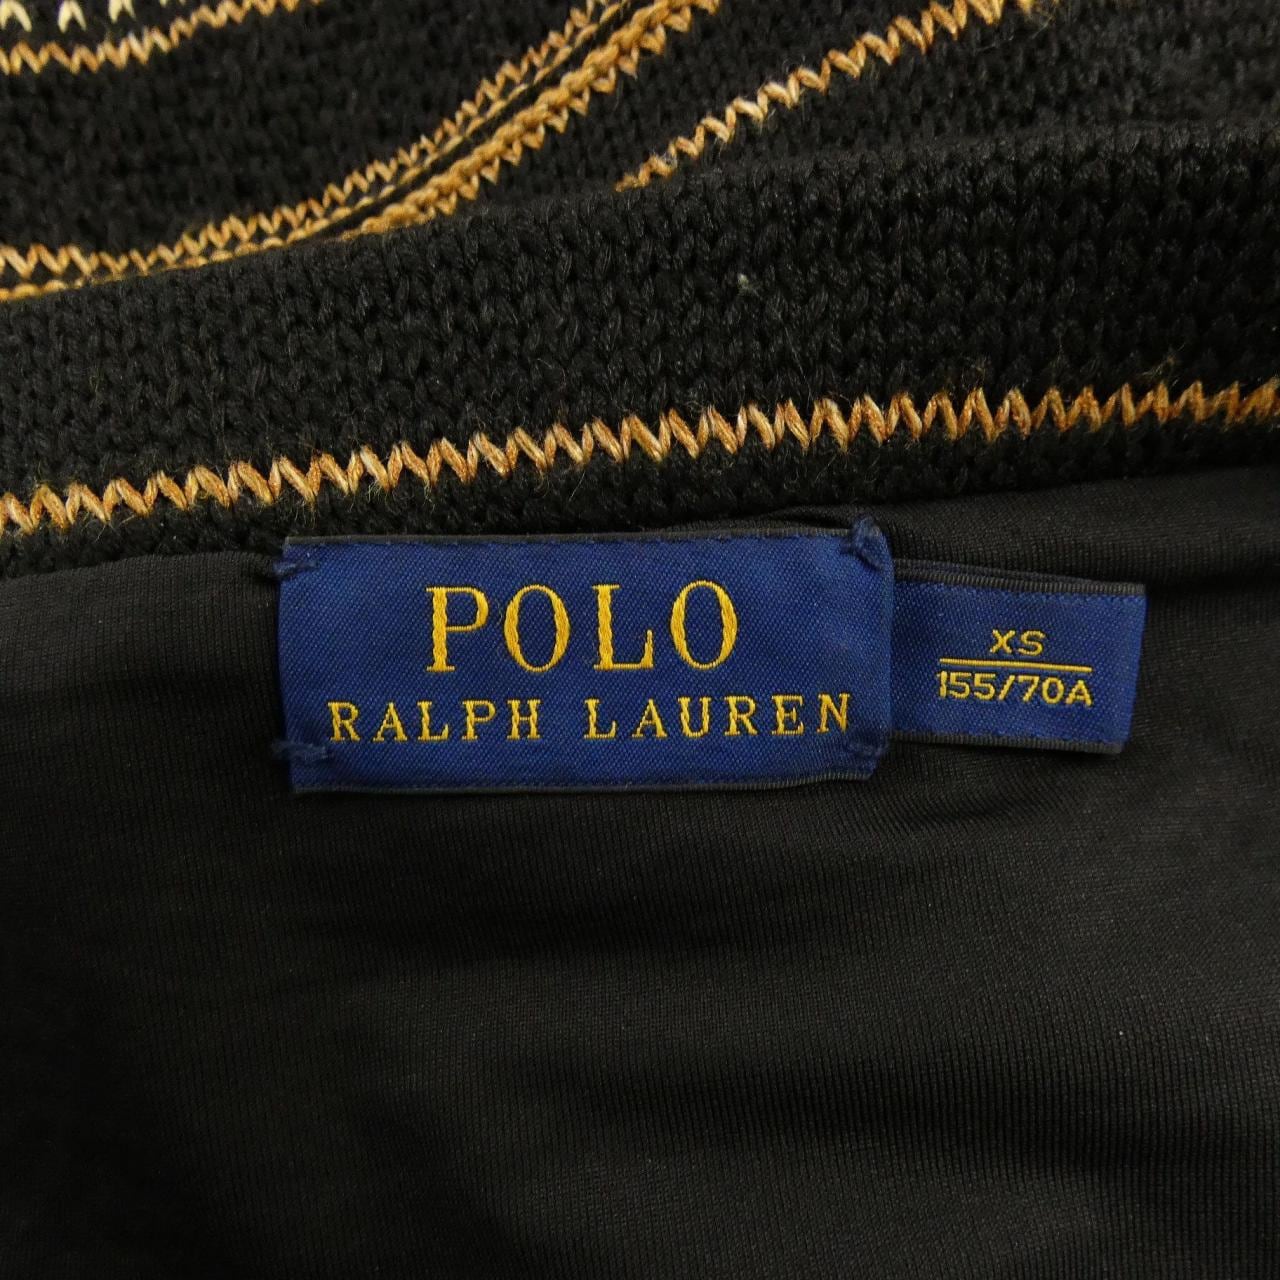 POLO
RALPH LAUREN
XS
155/70A